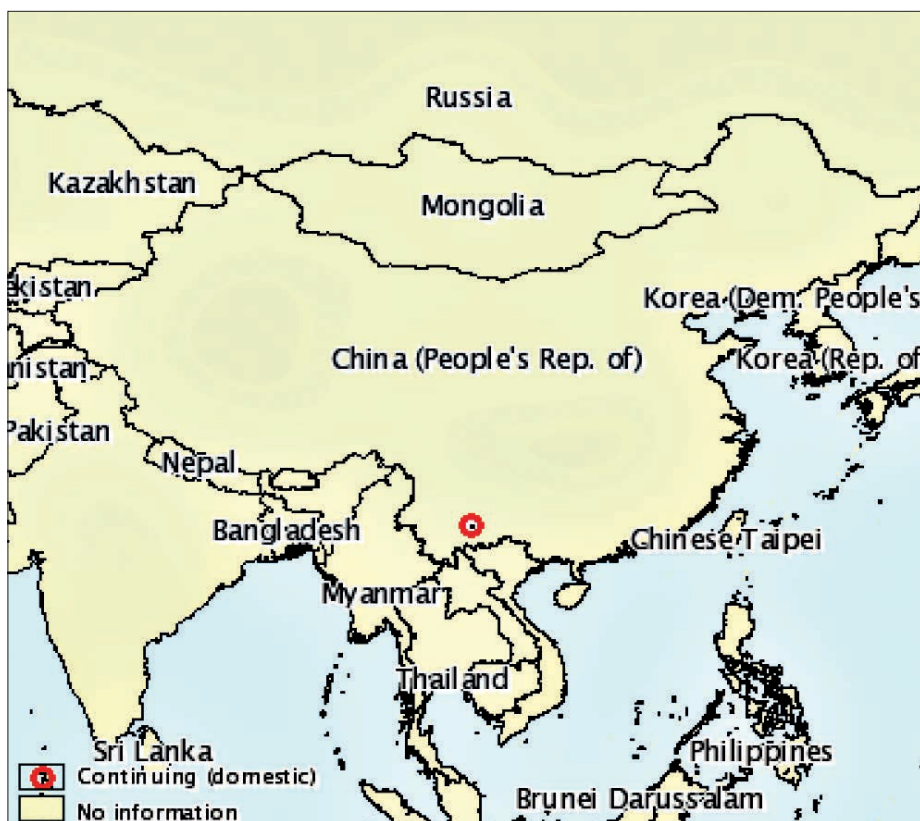 Russia
Kazakhstan
Mongolia
ekistan
Korea (Dem. People's
China (People's Rep. of)
Korea (Rep. of
nistan
Pakistan
Nepal
Bangladesh
Chinese Taipei
Myanmar
Thailand
Sri Lanka
Philippines
Continuing (domestic)
Brunei Darussalam
No information